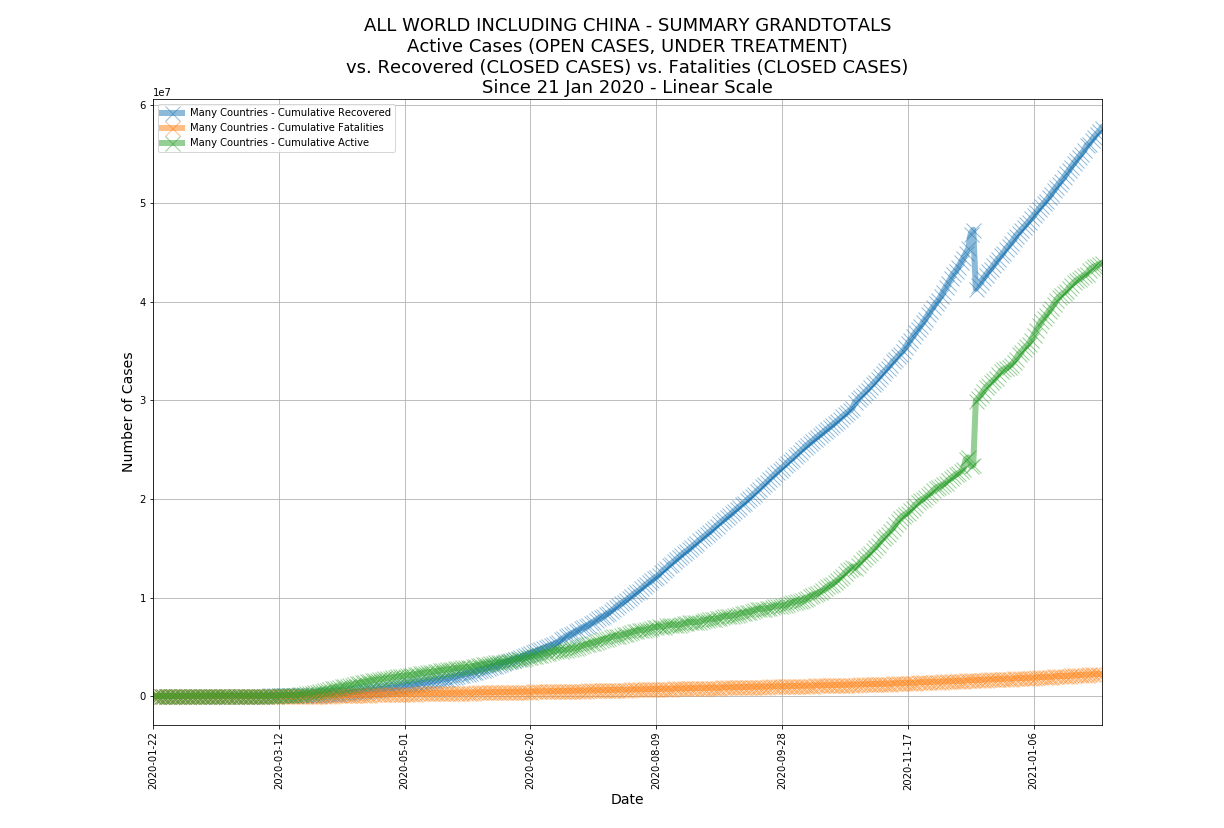 ALL WORLD INCLUDING CHINA - SUMMARY GRANDTOTALS
Active Cases (OPEN CASES, UNDER TREATMENT)
vs. Recovered (CLOSED CASES) vs. Fatalities (CLOSED CASES)
Since 21 Jan 2020 - Linear Scale
1e7
Many Countries - Cumulative Recovered
Many Countries - Cumulative Fatalities
Many Countries - Cumulative Active
6
5
4
3
2
1
0
Number of Cases
2020-01-22
2020-03-12
2020-05-01
2020-06-20
2020-08-09
2020-09-28
2020-11-17
2021-01-06
Date